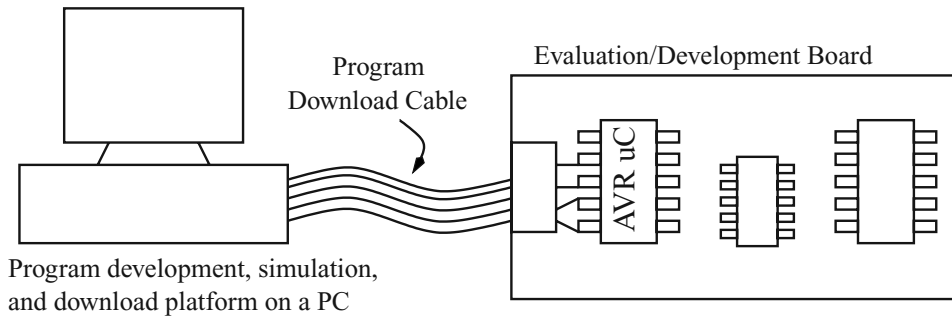 Evaluation/Development Board
Program
Download Cable
AVR uC
Program development, simulation,
and download platform on a PC